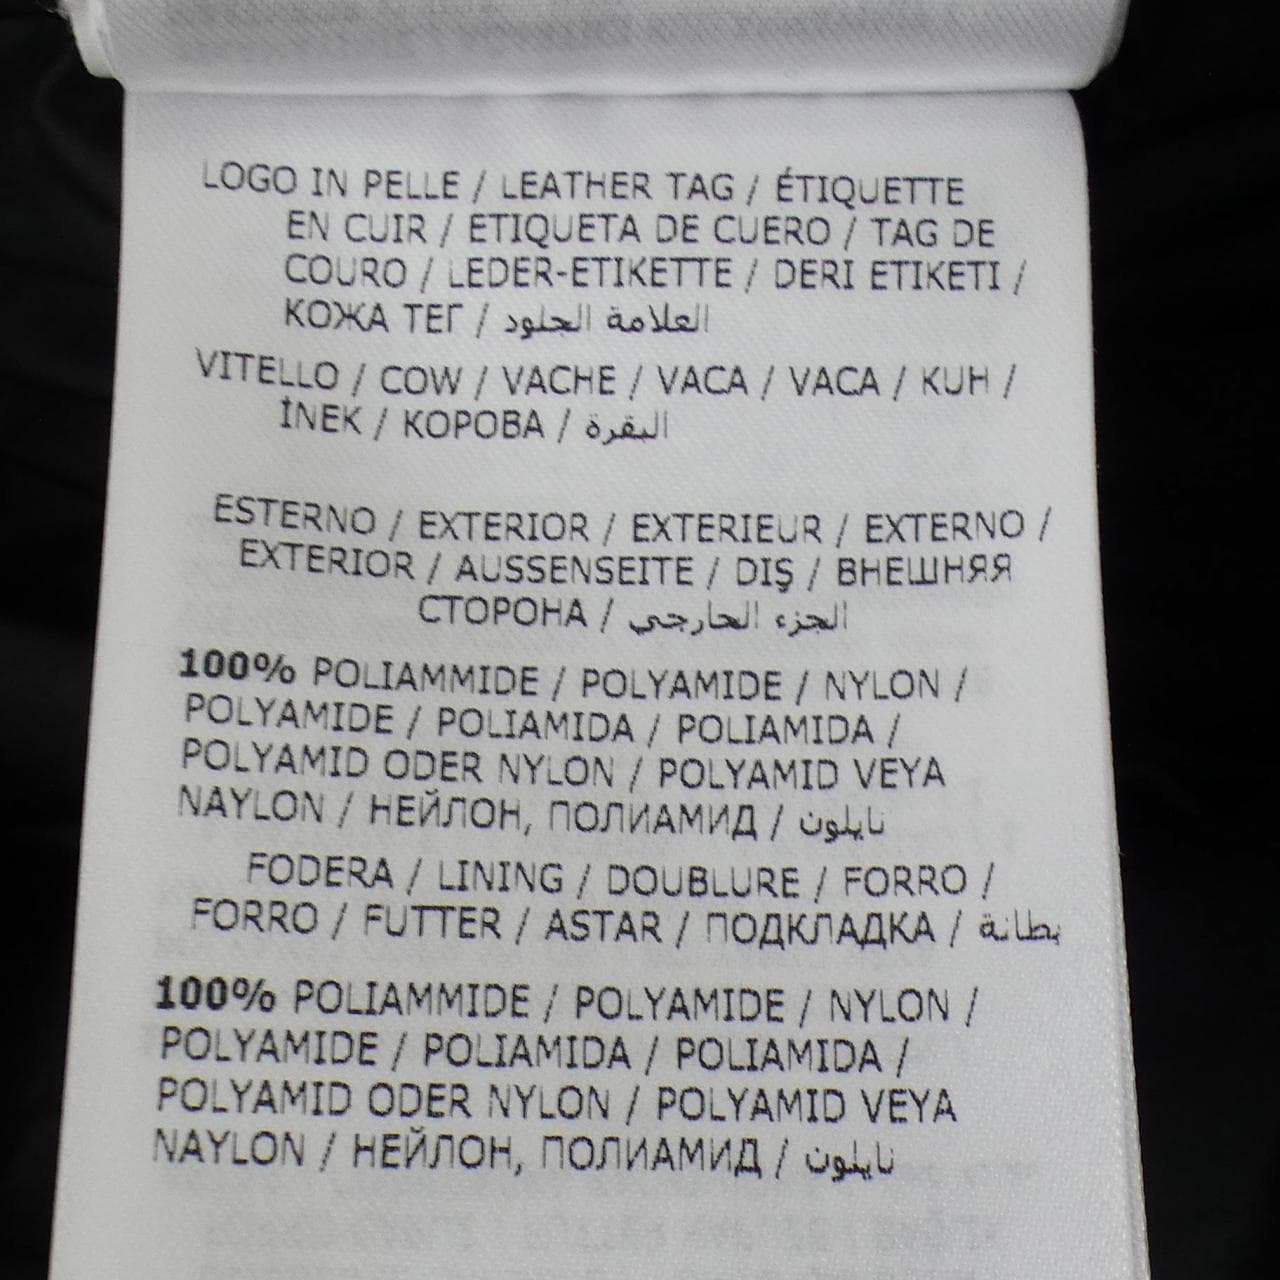 LOGO IN PELLE / LEATHER TAG / ÉTIQUETTE
EN CUIR / ETIQUETA DE CUERO / TAG DE
COURO / LEDER-ETIKETTE / DERI ETIKETI /
КОЖА ТЕГ / العلامة الجلود
VITELLO / COW / VACHE / VACA / VACA / KUH /
İNEK / КОРОВА / البقرة
ESTERNO / EXTERIOR / EXTERIEUR / EXTERNO /
EXTERIOR / AUSSENSEITE / DIŞ / ВНЕШНЯЯ
СТОРОНА / الجزء الحارجي
100% POLIAMMIDE / POLYAMIDE / NYLON /
POLYAMIDE / POLIAMIDA / POLIAMIDA /
POLYAMID ODER NYLON / POLYAMID VEYA
NAYLON / НЕЙЛОН, ПОЛИАМИД / نايلون
FODERA / LINING / DOUBLURE / FORRO /
FORRO / FUTTER / ASTAR / ПОДКЛАДКА / بطانة
100% POLIAMMIDE / POLYAMIDE / NYLON /
POLYAMIDE / POLIAMIDA / POLIAMIDA /
POLYAMID ODER NYLON / POLYAMID VEYA
NAYLON / НЕЙЛОН, ПОЛИАМИД / نايلون